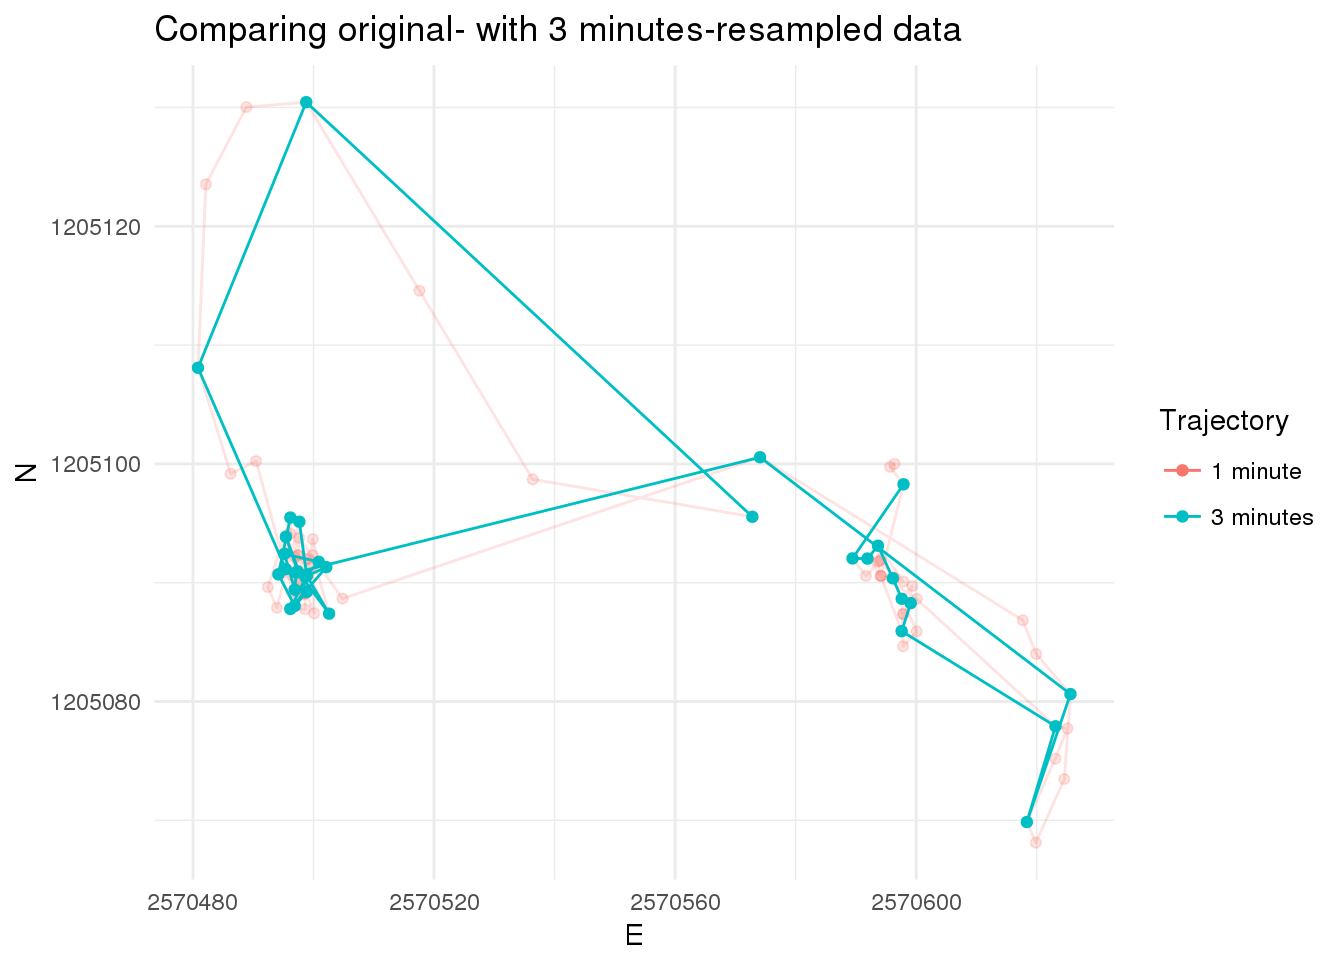 Comparing original- with 3 minutes-resampled data
1205120
1205100
1205080
N
2570480
2570520
2570560
2570600
E
Trajectory
1 minute
3 minutes